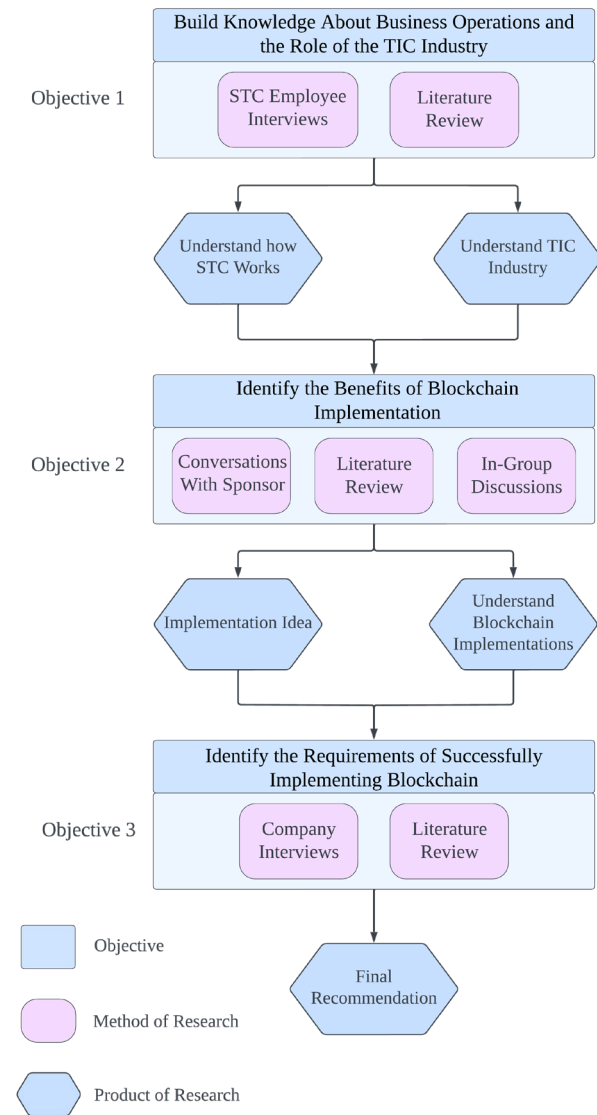 Build Knowledge About Business Operations and
the Role of the TIC Industry
Objective 1
STC Employee
Interviews
Literature
Review
Understand how
STC Works
Understand TIC
Industry
Identify the Benefits of Blockchain
Implementation
Objective 2
Conversations
With Sponsor
Literature
Review
In-Group
Discussions
Implementation Idea
Understand
Blockchain
Implementations
Identify the Requirements of Successfully
Implementing Blockchain
Objective 3
Company
Interviews
Literature
Review
Final
Recommendation
Objective
Method of Research
Product of Research